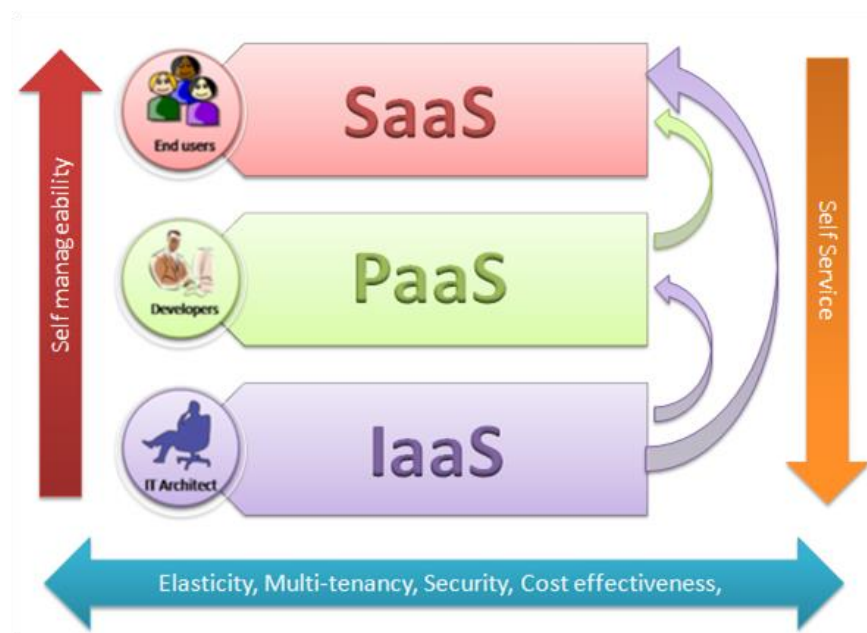 SaaS
End users
PaaS
Developers
IaaS
IT Architect
Self manageability
Self Service
Elasticity, Multi-tenancy, Security, Cost effectiveness,